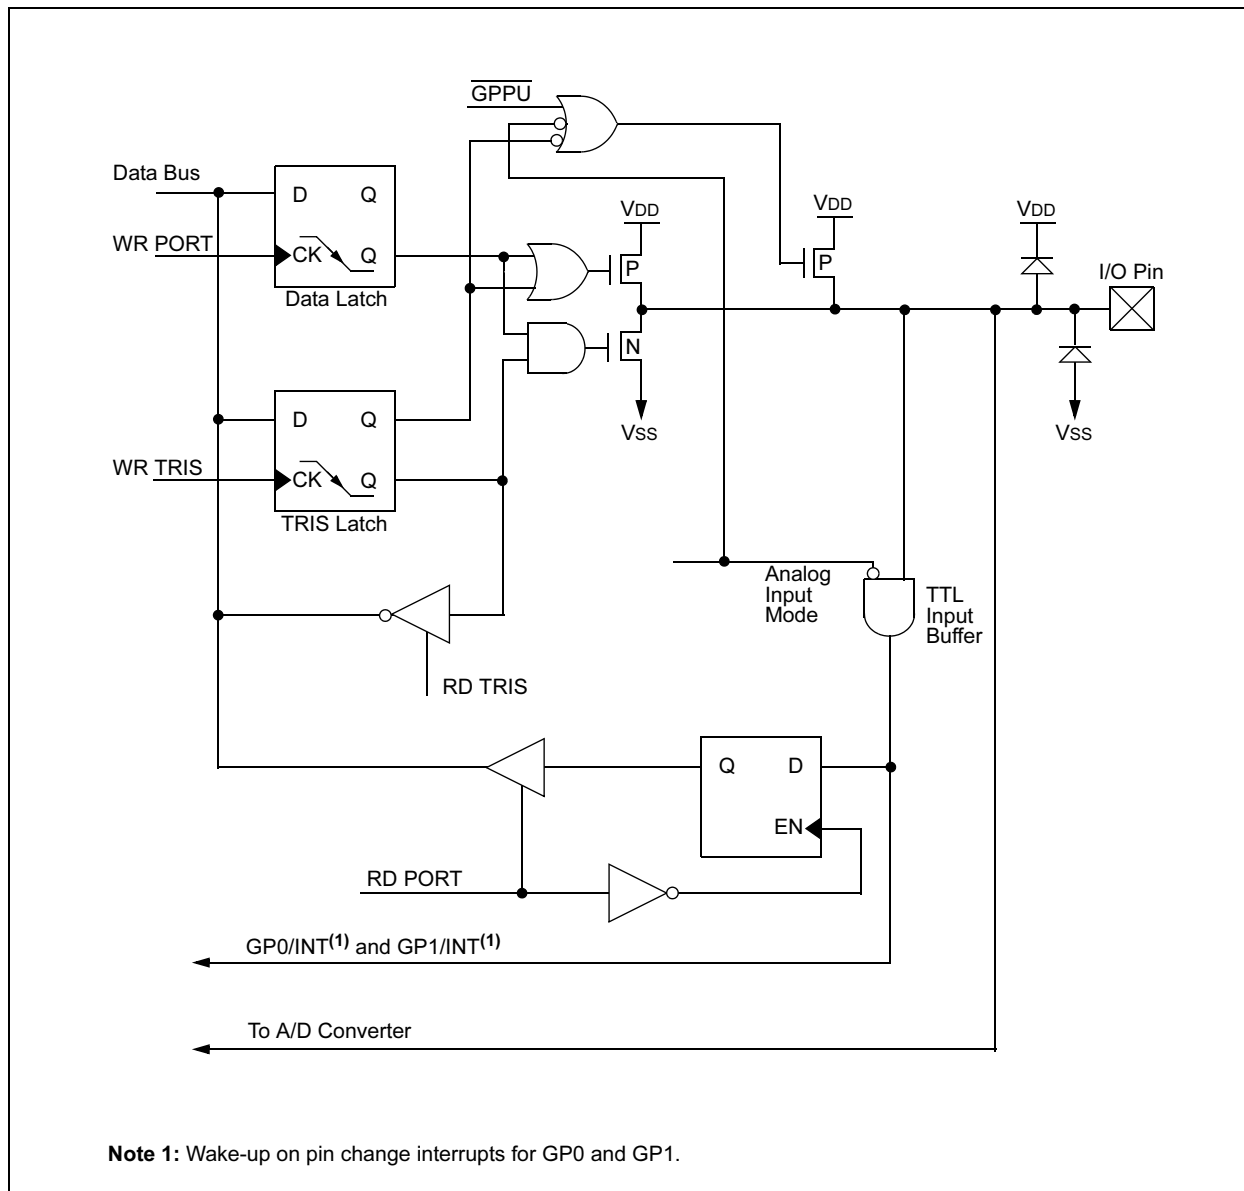 GPPU
Data Bus
D Q
VDD
VDD
VDD
WR PORT
CK Q
P
P
I/O Pin
Data Latch
N
D Q
VSS
VSS
WR TRIS
CK Q
TRIS Latch
Analog
Input
Mode
TTL
Input
Buffer
RD TRIS
Q D
EN
RD PORT
GP0/INT(1) and GP1/INT(1)
To A/D Converter
Note 1: Wake-up on pin change interrupts for GP0 and GP1.